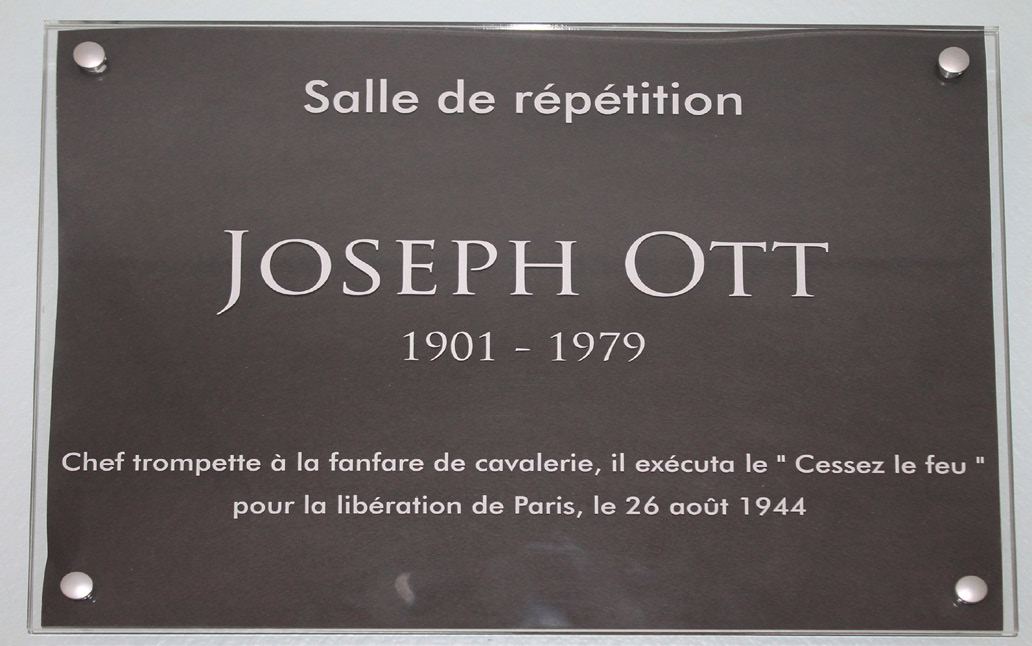 Salle de répétition
JOSEPH OTT
1901 - 1979
Chef trompette à la fanfare de cavalerie, il exécuta le " Cessez le feu "
pour la libération de Paris, le 26 août 1944